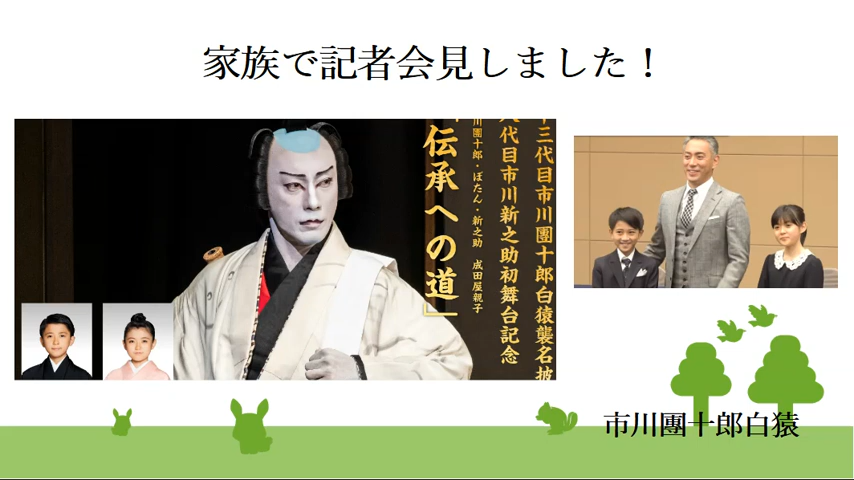 家族で記者会見しました！
十三代目市川團十郎白猿襲名披
八代目市川新之助初舞台記念
川團十郎・ぼたん・新之助 成田屋親子
「伝承への道」
市川團十郎白猿